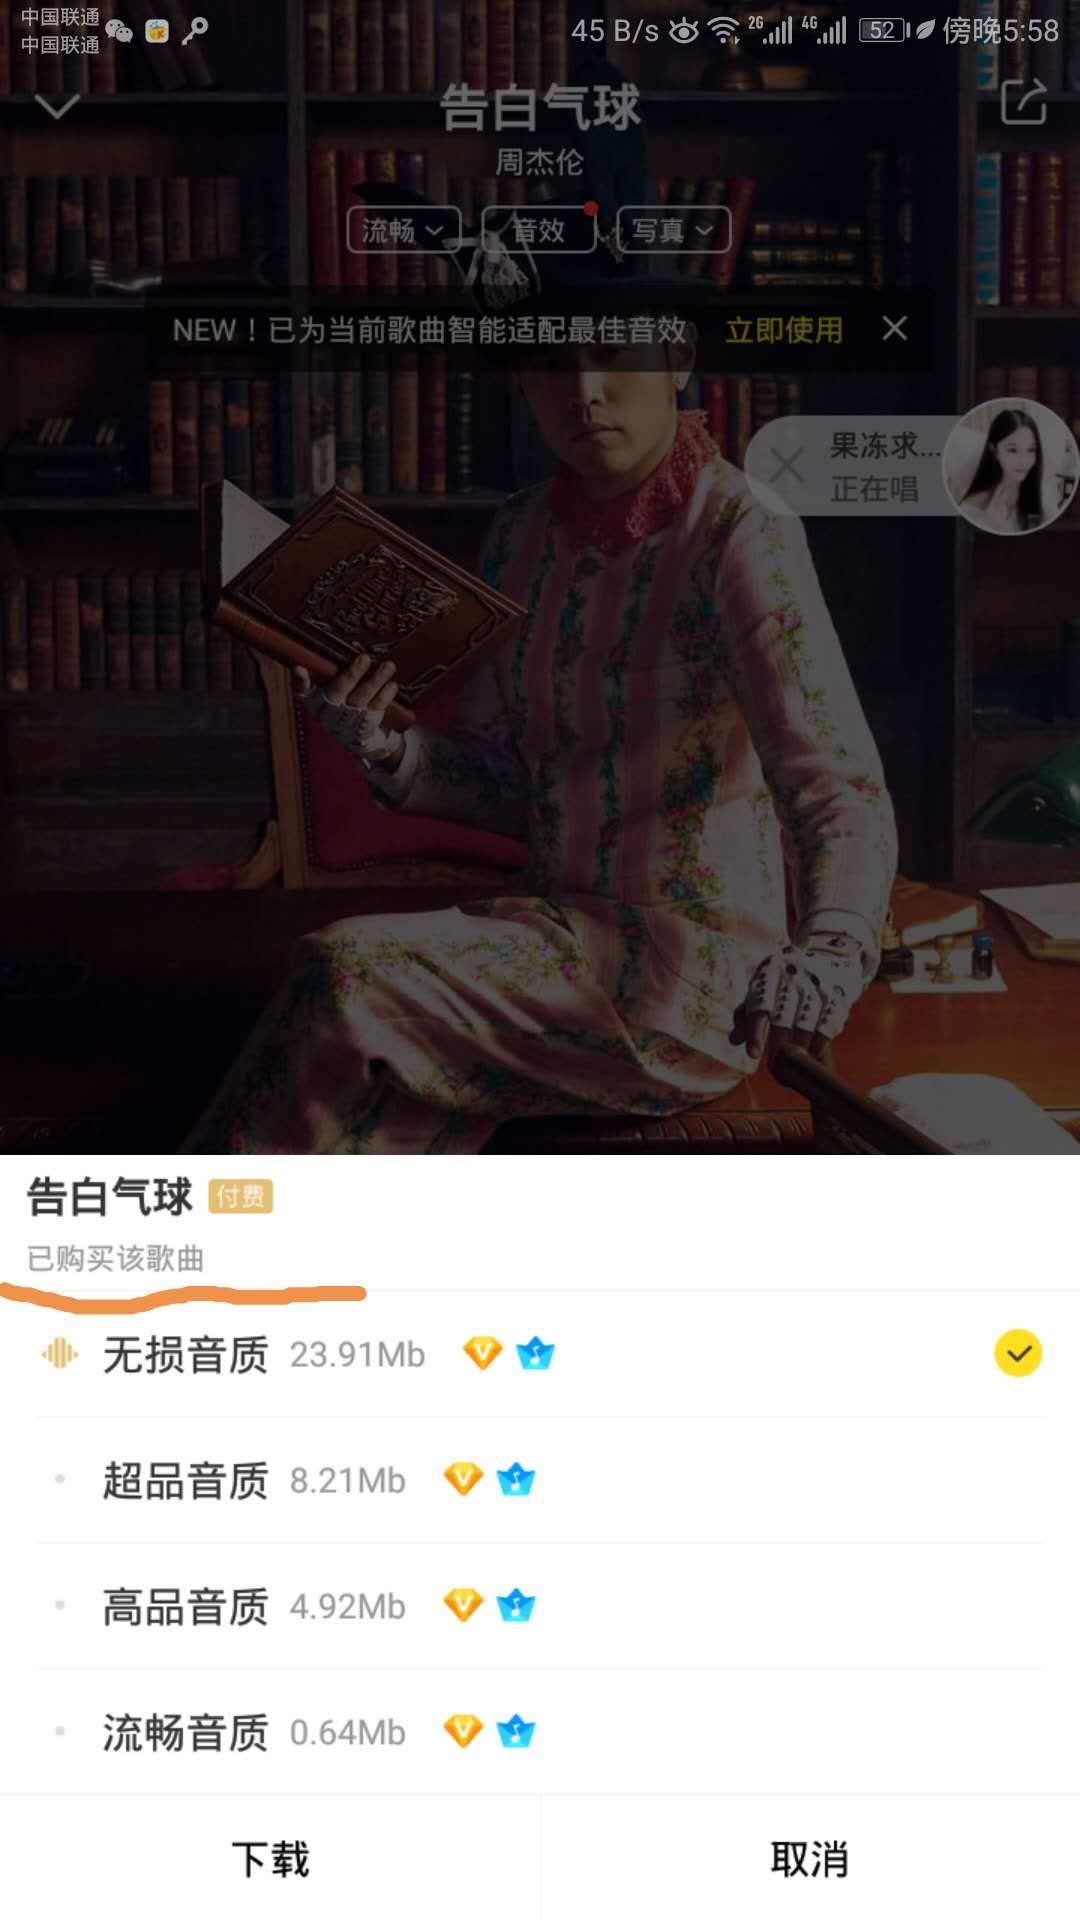 中国联通
中国联通
45 B/s 2G 4G 52 傍晚5:58
告白气球
周杰伦
流畅 音效 写真
NEW！已为当前歌曲智能适配最佳音效 立即使用
果冻求...
正在唱
告白气球 付费
已购买该歌曲
无损音质 23.91Mb
超品音质 8.21Mb
高品音质 4.92Mb
流畅音质 0.64Mb
下载 取消